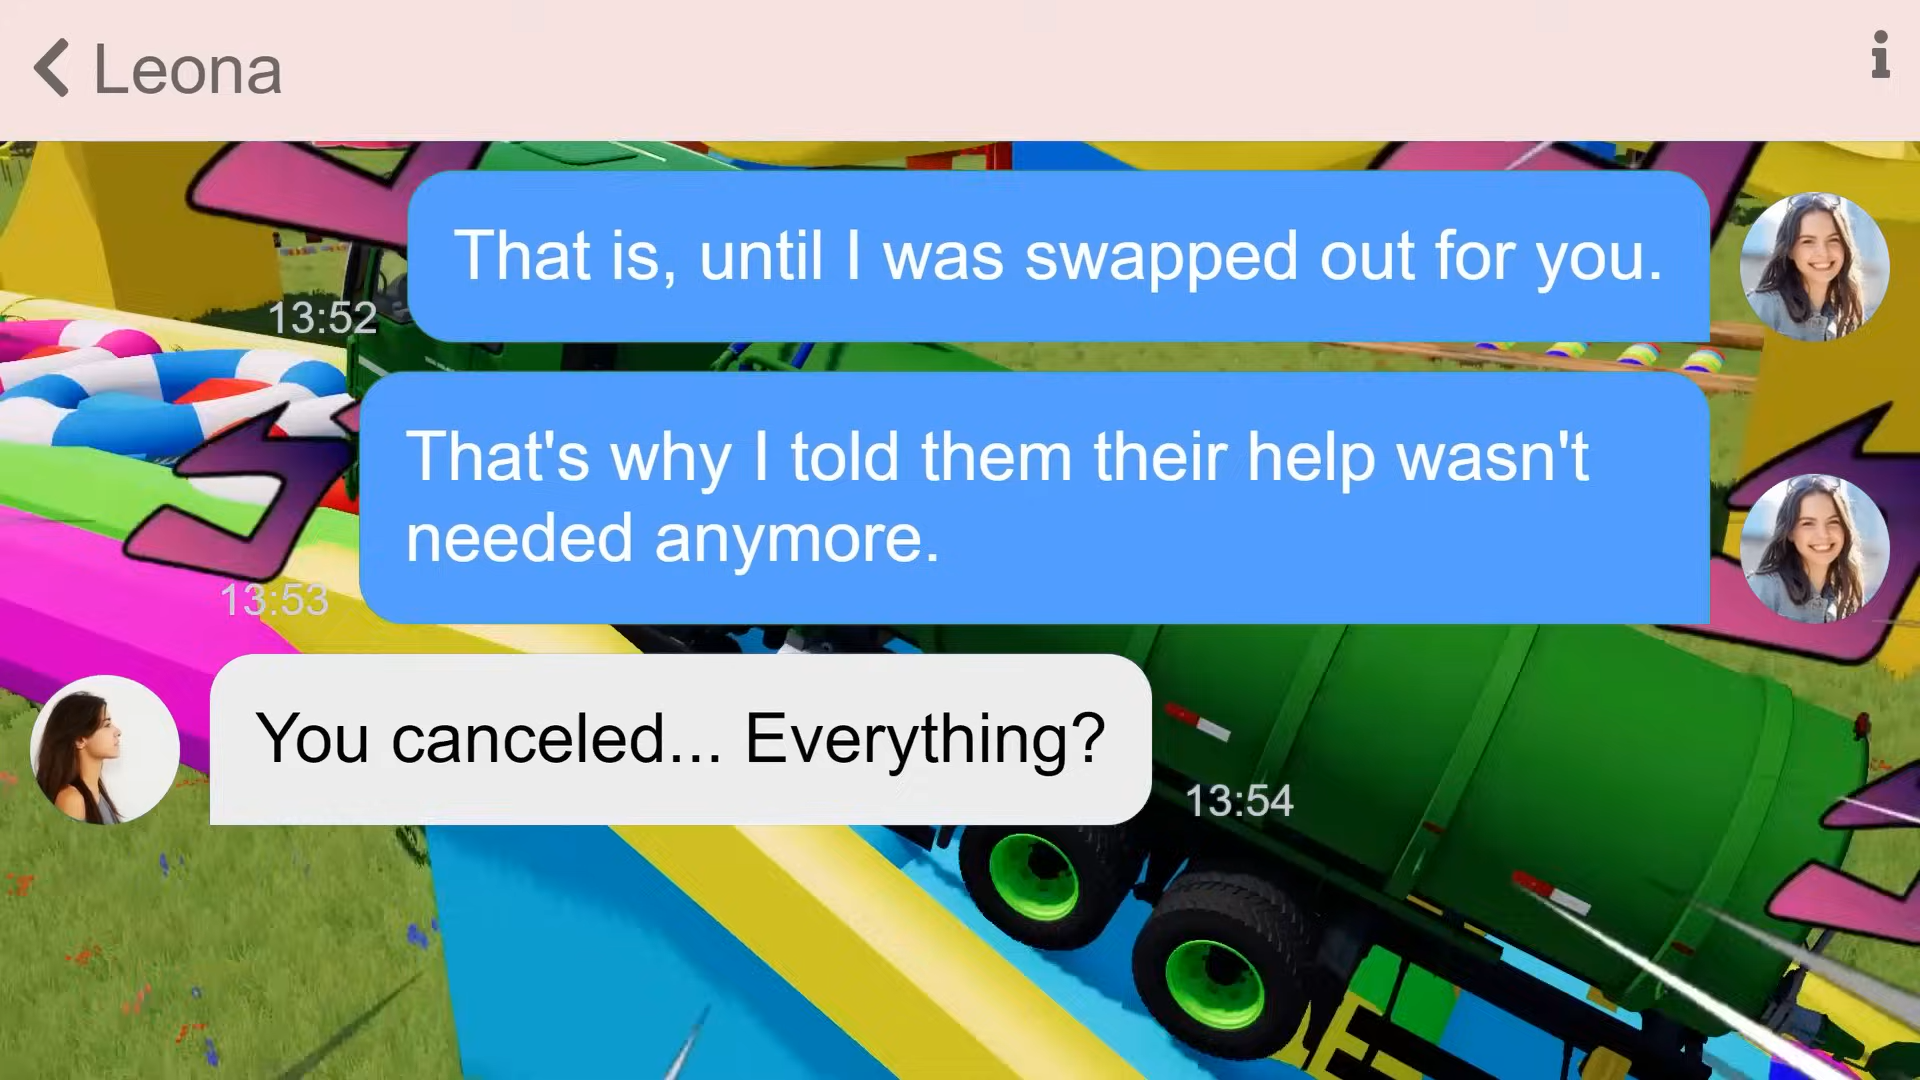 Leona
That is, until I was swapped out for you.
13:52
That's why I told them their help wasn't
needed anymore.
13:53
You canceled... Everything?
13:54